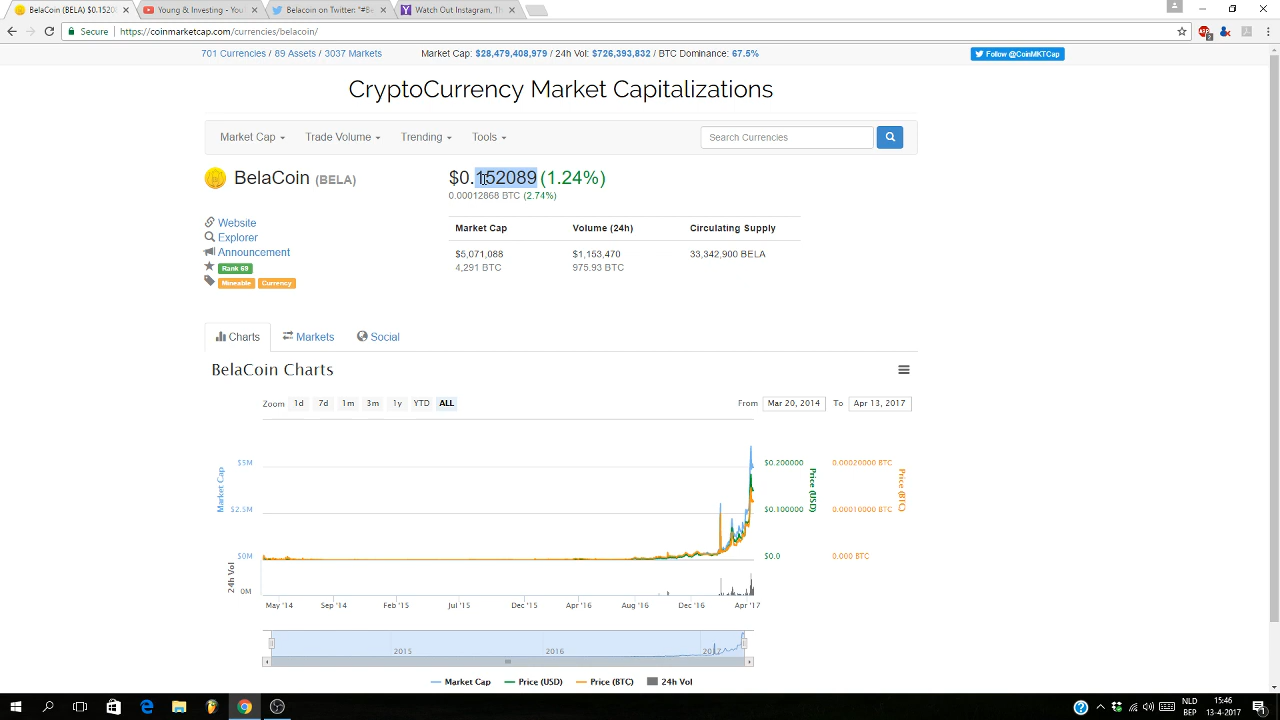 BelaCoin (BELA) $0.1520
Young & Investing - You
Belacoin on Twitter: "#Be
Watch Out Instagram, Th
Secure
https://coinmarketcap.com/currencies/belacoin/
701 Currencies / 89 Assets / 3037 Markets
Market Cap: $28,479,408,979 / 24h Vol: $726,393,832 / BTC Dominance: 67.5%
Follow @CoinMKTCap
CryptoCurrency Market Capitalizations
Market Cap
Trade Volume
Trending
Tools
Search Currencies
BelaCoin (BELA)
$0.152089 (1.24%)
0.00012868 BTC (2.74%)
Website
Explorer
Announcement
Rank 69
Mineable
Currency
Market Cap
Volume (24h)
Circulating Supply
$5,071,088
$1,153,470
33,342,900 BELA
4,291 BTC
975.93 BTC
Charts
Markets
Social
BelaCoin Charts
Zoom 1d 7d 1m 3m 1y YTD ALL
From Mar 20, 2014 To Apr 13, 2017
Market Cap
$5M
$2.5M
$0M
$0.200000
$0.100000
$0.0
Price (USD)
0.00020000 BTC
0.00010000 BTC
0.000 BTC
Price (BTC)
24h Vol
0M
May '14 Sep '14 Feb '15 Jul '15 Dec '15 Apr '16 Aug '16 Dec '16 Apr '17
2015 2016 2017
Market Cap Price (USD) Price (BTC) 24h Vol
NLD
BEP
15:46
13-4-2017